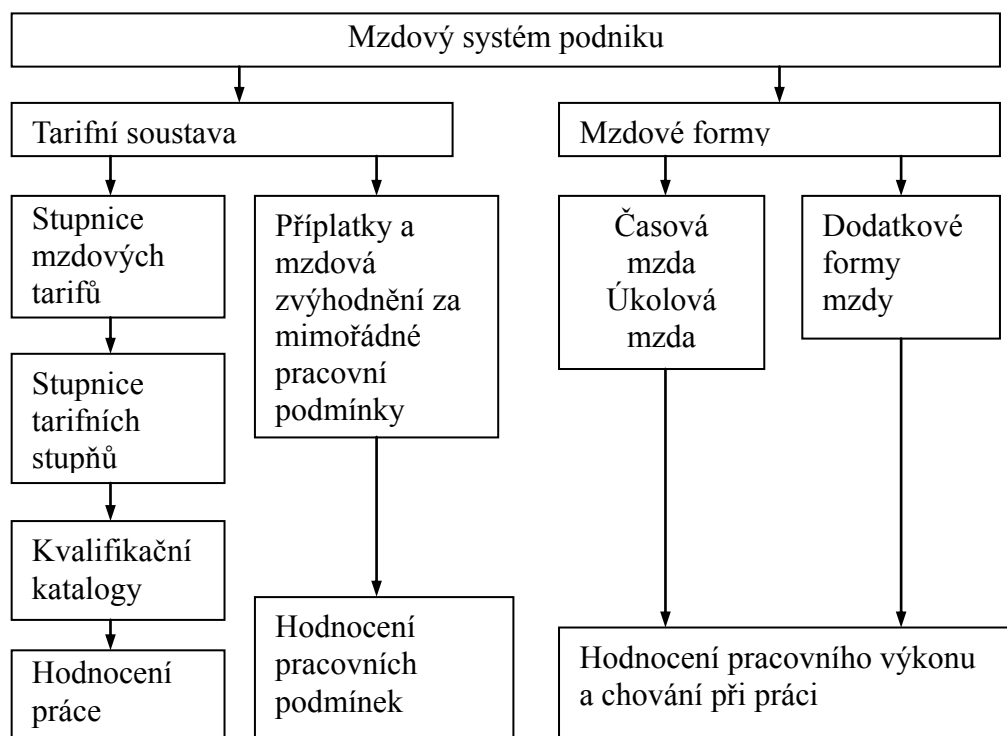 Mzdový systém podniku
Tarifní soustava
Mzdové formy
Stupnice
mzdových
tarifů
Příplatky a
mzdová
zvýhodnění za
mimořádné
pracovní
podmínky
Časová
mzda
Úkolová
mzda
Dodatkové
formy
mzdy
Stupnice
tarifních
stupňů
Kvalifikační
katalogy
Hodnocení
práce
Hodnocení
pracovních
podmínek
Hodnocení pracovního výkonu
a chování při práci